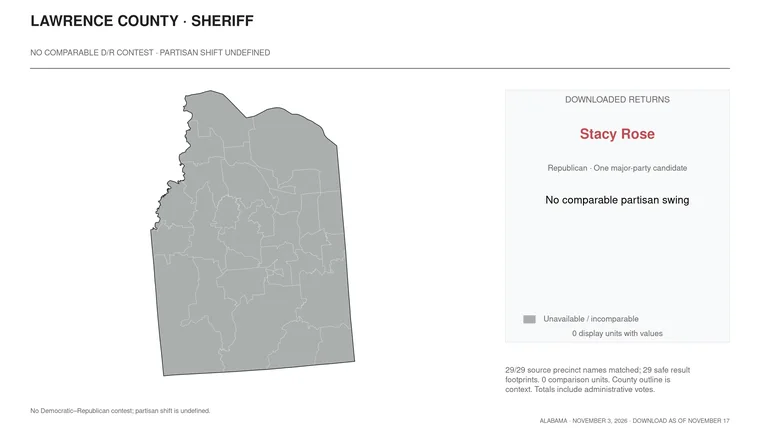 LAWRENCE COUNTY · SHERIFF
NO COMPARABLE D/R CONTEST · PARTISAN SHIFT UNDEFINED
DOWNLOADED RETURNS
Stacy Rose
Republican · One major-party candidate
No comparable partisan swing
Unavailable / incomparable
0 display units with values
29/29 source precinct names matched; 29 safe result
footprints. 0 comparison units. County outline is
context. Totals include administrative votes.
No Democratic–Republican contest; partisan shift is undefined.
ALABAMA · NOVEMBER 3, 2026 · DOWNLOAD AS OF NOVEMBER 17